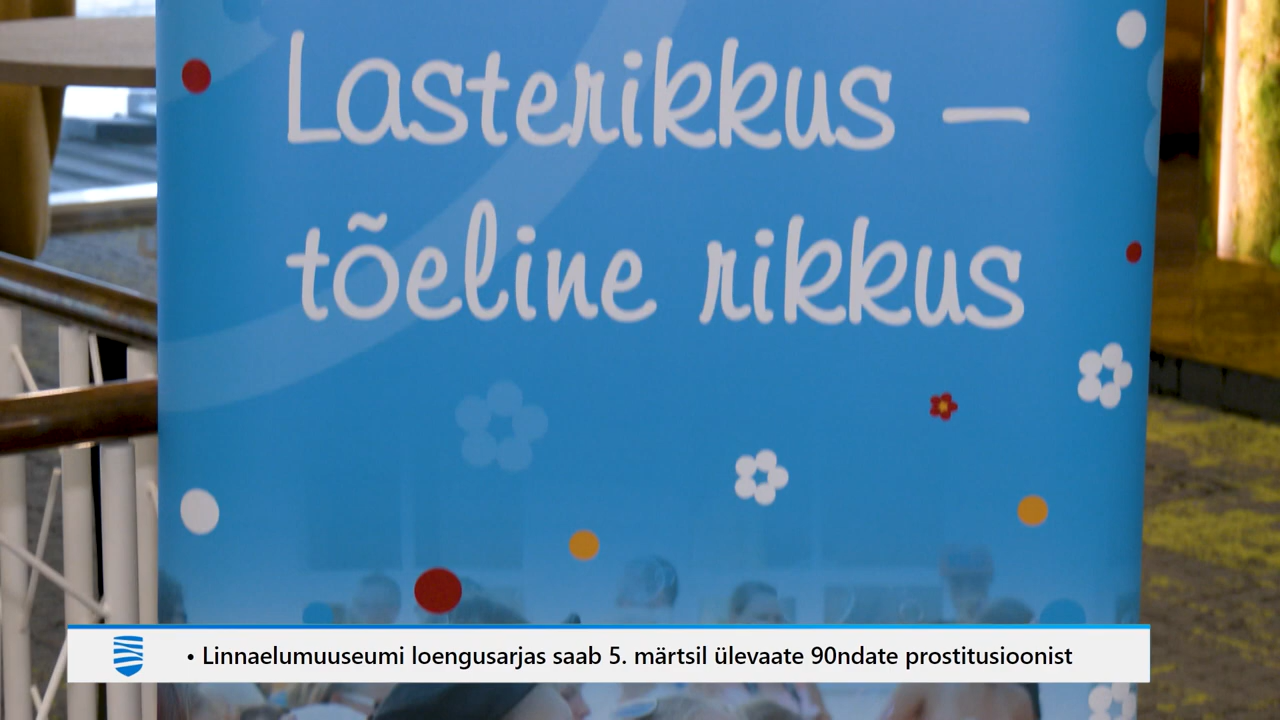 Lasterikkus –
tõeline rikkus
• Linnaelumuuseumi loengusarjas saab 5. märtsil ülevaate 90ndate prostitusioonist